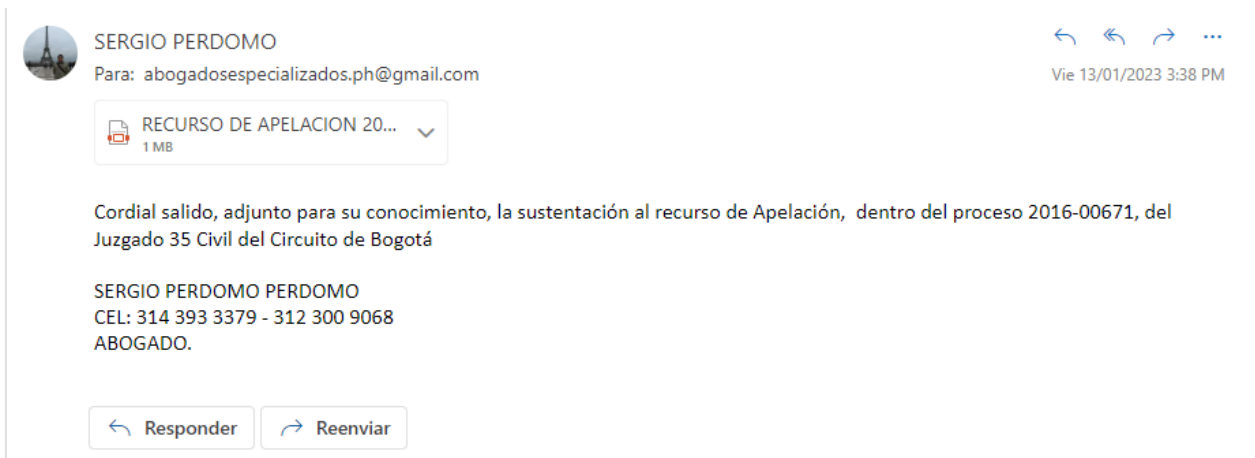 SERGIO PERDOMO
Para: abogadosespecializados.ph@gmail.com
Vie 13/01/2023 3:38 PM
RECURSO DE APELACION 20...
1 MB
Cordial salido, adjunto para su conocimiento, la sustentación al recurso de Apelación, dentro del proceso 2016-00671, del
Juzgado 35 Civil del Circuito de Bogotá
SERGIO PERDOMO PERDOMO
CEL: 314 393 3379 - 312 300 9068
ABOGADO.
Responder
Reenviar